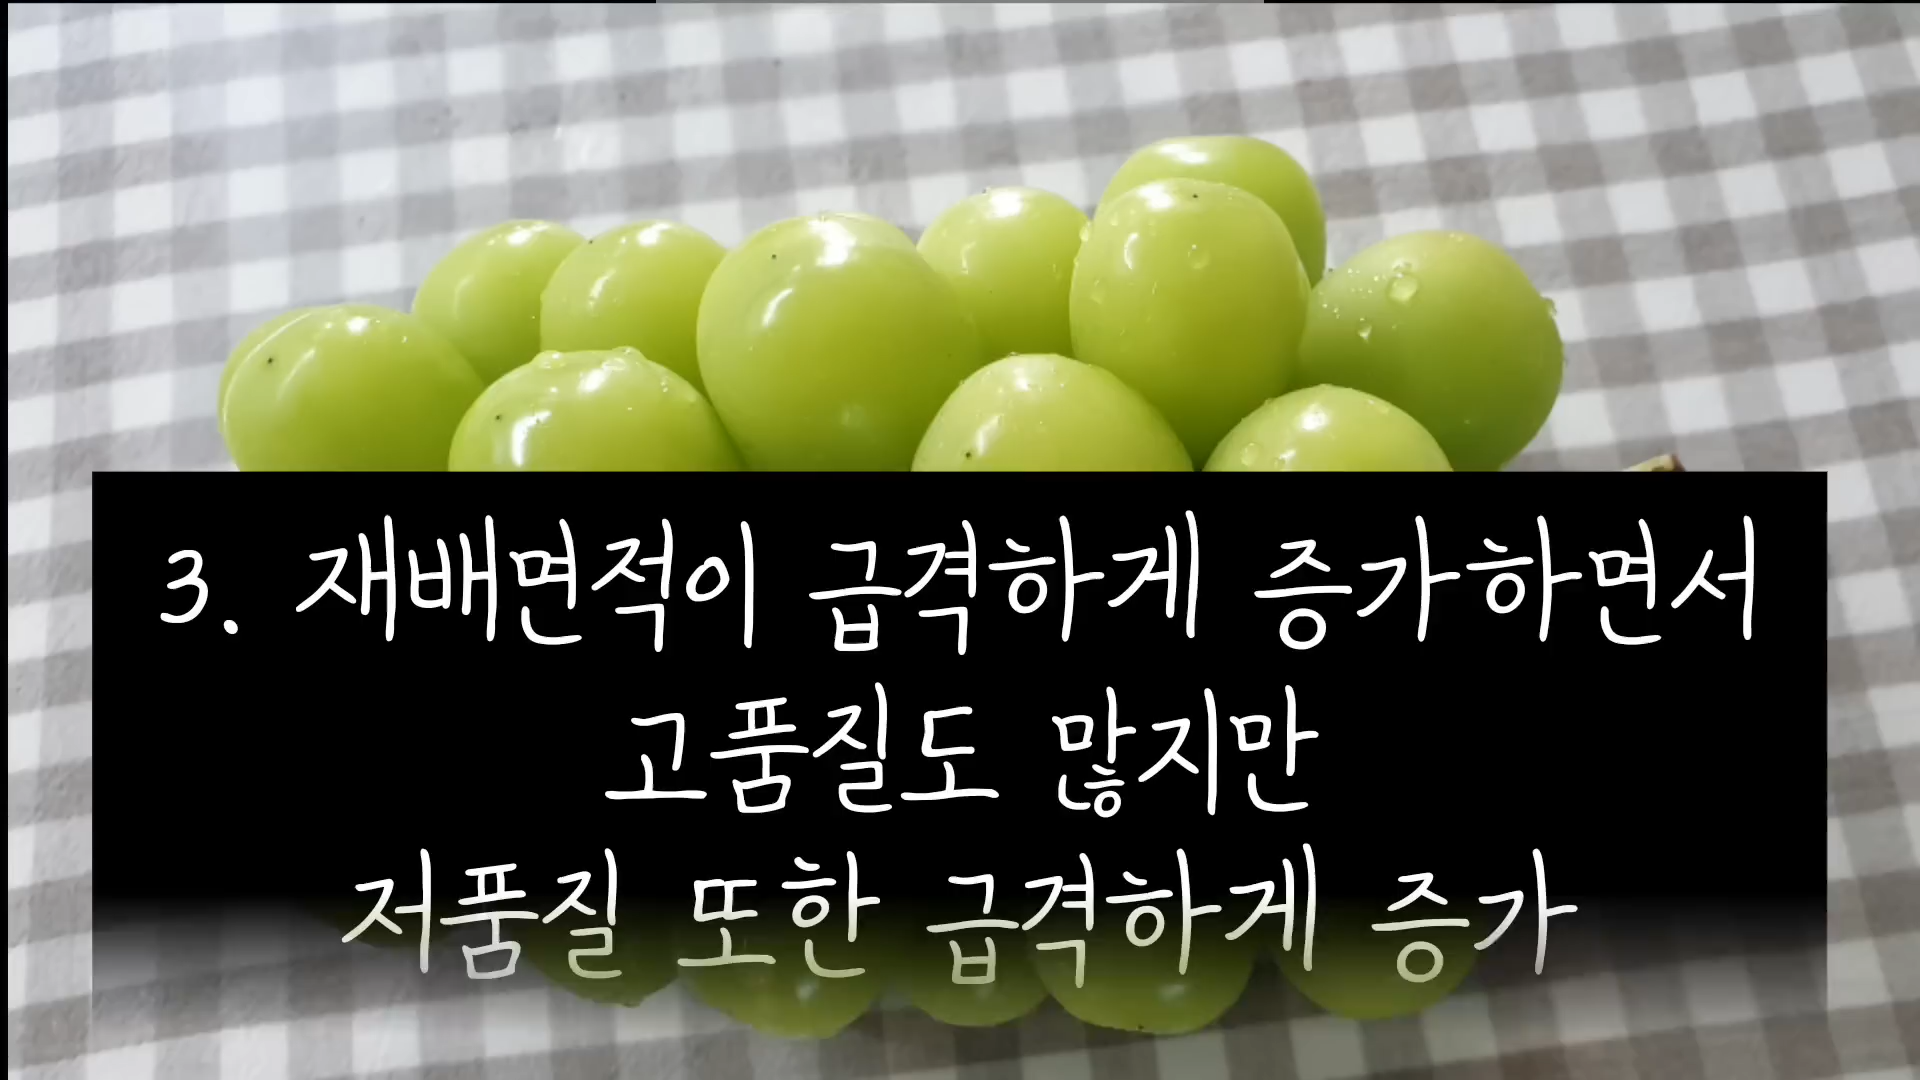 3. 재배면적이 급격하게 증가하면서
고품질도 많지만
저품질 또한 급격하게 증가